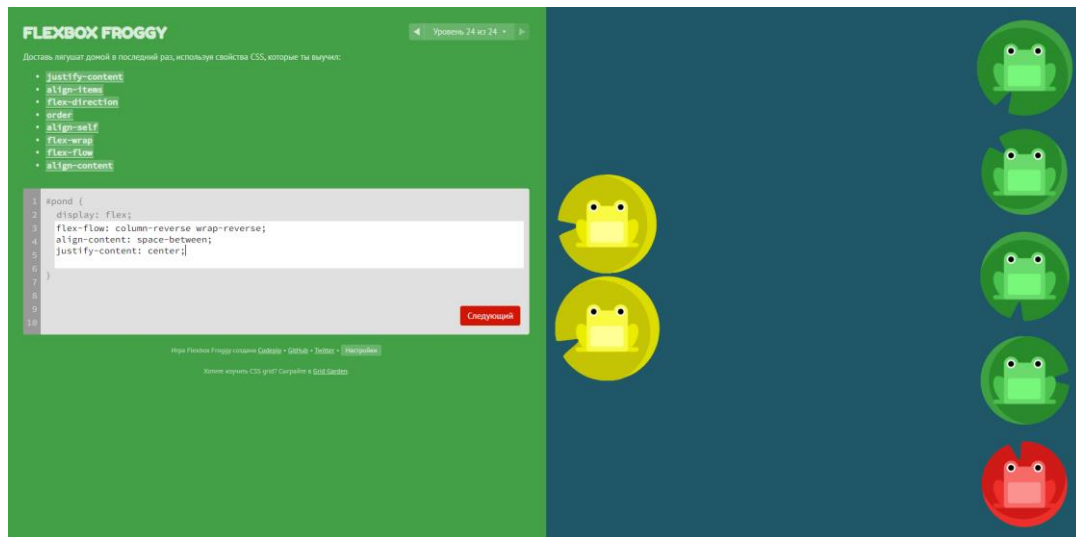 FLEXBOX FROGGY
Уровень 24 из 24
Доставь лягушат домой в последний раз, используя свойства CSS, которые ты выучил:
justify-content
align-items
flex-direction
order
align-self
flex-wrap
flex-flow
align-content
1 #pond {
2 display: flex;
3 flex-flow: column-reverse wrap-reverse;
4 align-content: space-between;
5 justify-content: center;
6
7 }
8
9
10
Следующий
Игра Flexbox Froggy создана Codepip • GitHub • Twitter • Настройки
Хотите изучить CSS grid? Сыграйте в Grid Garden.